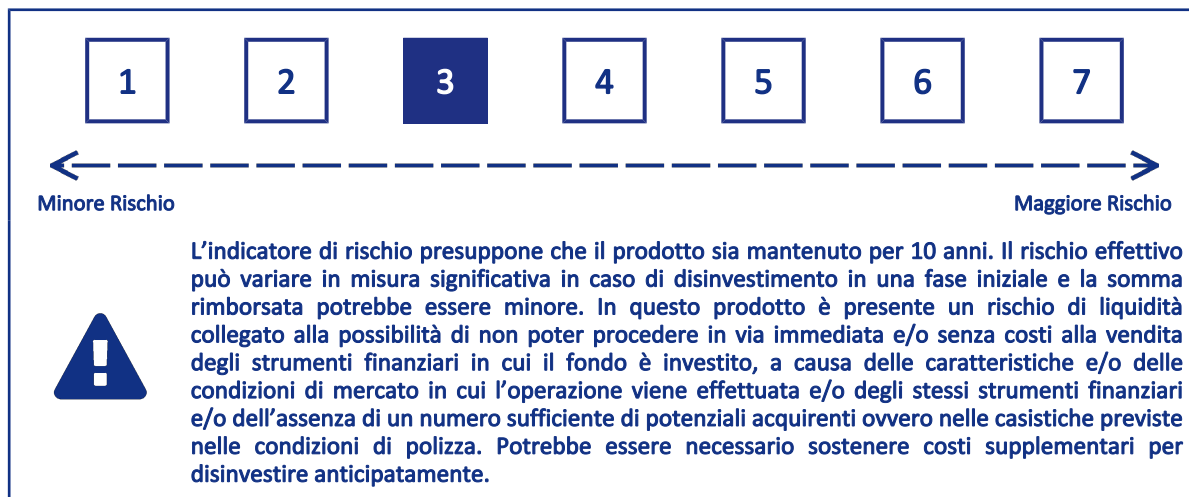 1 2 3 4 5 6 7
Minore Rischio Maggiore Rischio
L’indicatore di rischio presuppone che il prodotto sia mantenuto per 10 anni. Il rischio effettivo
può variare in misura significativa in caso di disinvestimento in una fase iniziale e la somma
rimborsata potrebbe essere minore. In questo prodotto è presente un rischio di liquidità
collegato alla possibilità di non poter procedere in via immediata e/o senza costi alla vendita
degli strumenti finanziari in cui il fondo è investito, a causa delle caratteristiche e/o delle
condizioni di mercato in cui l’operazione viene effettuata e/o degli stessi strumenti finanziari
e/o dell’assenza di un numero sufficiente di potenziali acquirenti ovvero nelle casistiche previste
nelle condizioni di polizza. Potrebbe essere necessario sostenere costi supplementari per
disinvestire anticipatamente.